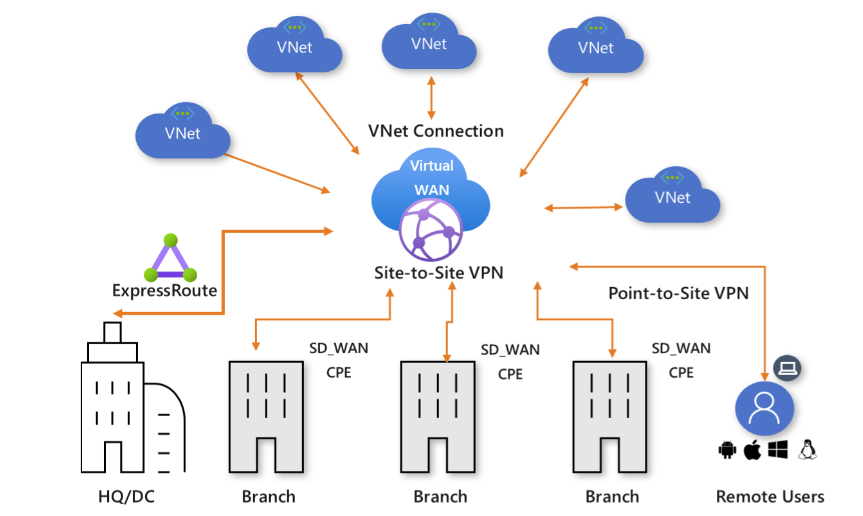 VNet
VNet
VNet
VNet
VNet Connection
Virtual
WAN
VNet
Site-to-Site VPN
ExpressRoute
Point-to-Site VPN
SD_WAN
CPE
SD_WAN
CPE
SD_WAN
CPE
HQ/DC
Branch
Branch
Branch
Remote Users